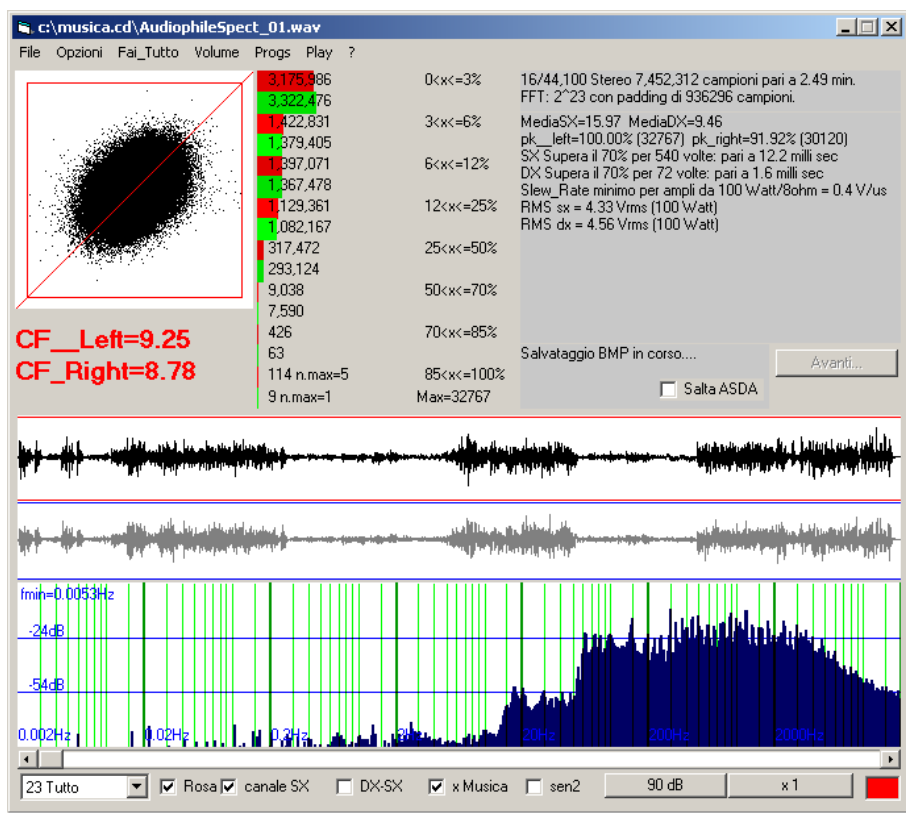 c:\musica.cd\AudiophileSpect_01.wav
File Opzioni Fai_Tutto Volume Progs Play ?
3,175,986 0<x<=3%
3,322,476
1,422,831 3<x<=6%
1,379,405
1,397,071 6<x<=12%
1,367,478
1,129,361 12<x<=25%
1,082,167
317,472 25<x<=50%
293,124
9,038 50<x<=70%
7,590
426 70<x<=85%
63
114 n.max=5 85<x<=100%
9 n.max=1 Max=32767
CF__Left=9.25
CF_Right=8.78
16/44,100 Stereo 7,452,312 campioni pari a 2.49 min.
FFT: 2^23 con padding di 936296 campioni.
MediaSX=15.97 MediaDX=9.46
pk__left=100.00% (32767) pk_right=91.92% (30120)
SX Supera il 70% per 540 volte: pari a 12.2 milli sec
DX Supera il 70% per 72 volte: pari a 1.6 milli sec
Slew_Rate minimo per ampli da 100 Watt/8ohm = 0.4 V/us
RMS sx = 4.33 Vrms (100 Watt)
RMS dx = 4.56 Vrms (100 Watt)
Salvataggio BMP in corso....
Avanti...
Salta ASDA
fmin=0.0053Hz
-24dB
-54dB
0.002Hz 0.02Hz 0.2Hz 2Hz 20Hz 200Hz 2000Hz
23 Tutto Rosa canale SX DX-SX x Musica sen2 90 dB x 1